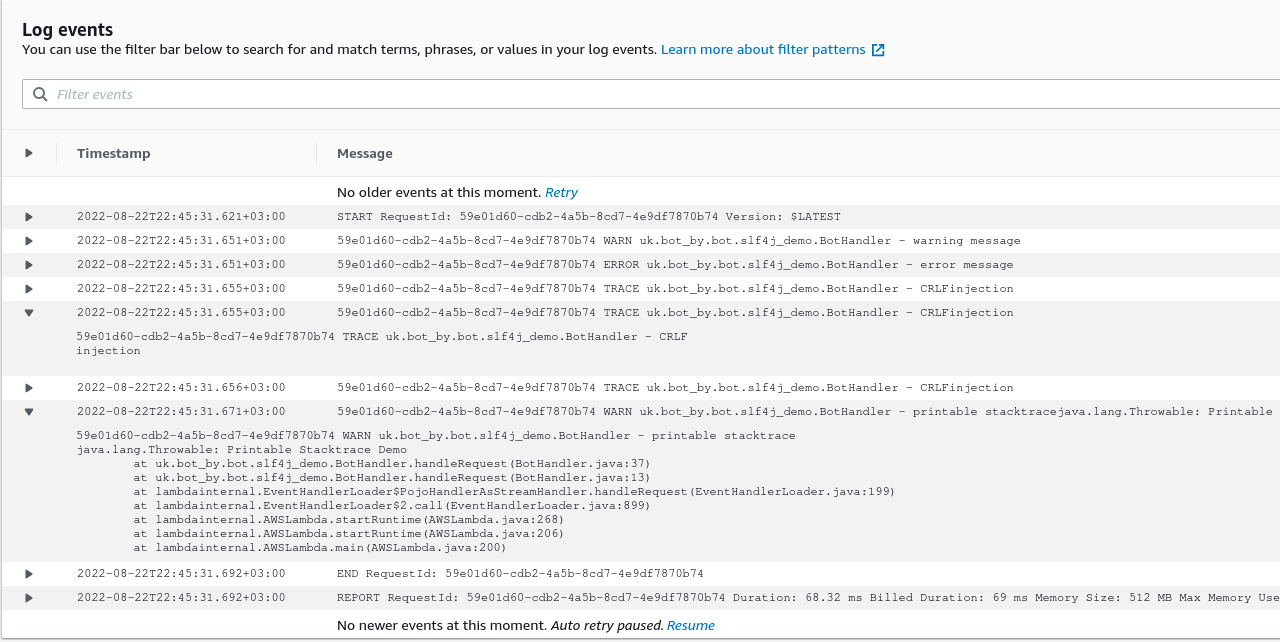 Log events
You can use the filter bar below to search for and match terms, phrases, or values in your log events. Learn more about filter patterns
Filter events
Timestamp Message
No older events at this moment. Retry
2022-08-22T22:45:31.621+03:00 START RequestId: 59e01d60-cdb2-4a5b-8cd7-4e9df7870b74 Version: $LATEST
2022-08-22T22:45:31.651+03:00 59e01d60-cdb2-4a5b-8cd7-4e9df7870b74 WARN uk.bot_by.bot.slf4j_demo.BotHandler - warning message
2022-08-22T22:45:31.651+03:00 59e01d60-cdb2-4a5b-8cd7-4e9df7870b74 ERROR uk.bot_by.bot.slf4j_demo.BotHandler - error message
2022-08-22T22:45:31.655+03:00 59e01d60-cdb2-4a5b-8cd7-4e9df7870b74 TRACE uk.bot_by.bot.slf4j_demo.BotHandler - CRLFinjection
2022-08-22T22:45:31.655+03:00 59e01d60-cdb2-4a5b-8cd7-4e9df7870b74 TRACE uk.bot_by.bot.slf4j_demo.BotHandler - CRLFinjection
59e01d60-cdb2-4a5b-8cd7-4e9df7870b74 TRACE uk.bot_by.bot.slf4j_demo.BotHandler - CRLF
injection
2022-08-22T22:45:31.656+03:00 59e01d60-cdb2-4a5b-8cd7-4e9df7870b74 TRACE uk.bot_by.bot.slf4j_demo.BotHandler - CRLFinjection
2022-08-22T22:45:31.671+03:00 59e01d60-cdb2-4a5b-8cd7-4e9df7870b74 WARN uk.bot_by.bot.slf4j_demo.BotHandler - printable stacktracejava.lang.Throwable: Printable
59e01d60-cdb2-4a5b-8cd7-4e9df7870b74 WARN uk.bot_by.bot.slf4j_demo.BotHandler - printable stacktrace
java.lang.Throwable: Printable Stacktrace Demo
at uk.bot_by.bot.slf4j_demo.BotHandler.handleRequest(BotHandler.java:37)
at uk.bot_by.bot.slf4j_demo.BotHandler.handleRequest(BotHandler.java:13)
at lambdainternal.EventHandlerLoader$PojoHandlerAsStreamHandler.handleRequest(EventHandlerLoader.java:199)
at lambdainternal.EventHandlerLoader$2.call(EventHandlerLoader.java:899)
at lambdainternal.AWSLambda.startRuntime(AWSLambda.java:268)
at lambdainternal.AWSLambda.startRuntime(AWSLambda.java:206)
at lambdainternal.AWSLambda.main(AWSLambda.java:200)
2022-08-22T22:45:31.692+03:00 END RequestId: 59e01d60-cdb2-4a5b-8cd7-4e9df7870b74
2022-08-22T22:45:31.692+03:00 REPORT RequestId: 59e01d60-cdb2-4a5b-8cd7-4e9df7870b74 Duration: 68.32 ms Billed Duration: 69 ms Memory Size: 512 MB Max Memory Use
No newer events at this moment. Auto retry paused. Resume